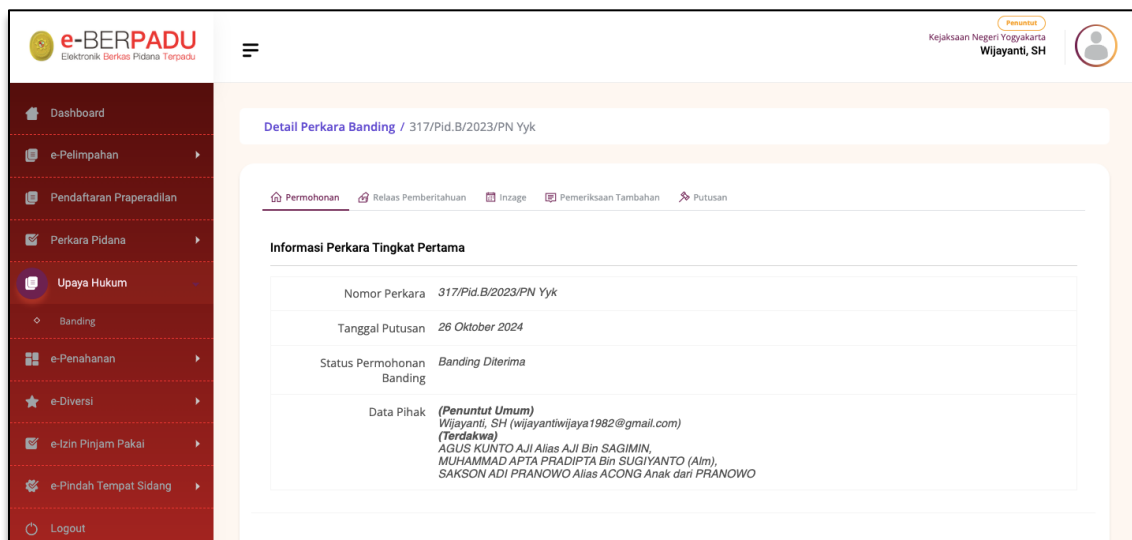 e-BERPADU
Elektronik Berkas Pidana Terpadu
Penuntut
Kejaksaan Negeri Yogyakarta
Wijayanti, SH
Dashboard
e-Pelimpahan
Pendaftaran Praperadilan
Perkara Pidana
Upaya Hukum
Banding
e-Penahanan
e-Diversi
e-Izin Pinjam Pakai
e-Pindah Tempat Sidang
Logout
Detail Perkara Banding / 317/Pid.B/2023/PN Yyk
Permohonan Relaas Pemberitahuan Inzage Pemeriksaan Tambahan Putusan
Informasi Perkara Tingkat Pertama
Nomor Perkara 317/Pid.B/2023/PN Yyk
Tanggal Putusan 26 Oktober 2024
Status Permohonan Banding Diterima
Banding
Data Pihak (Penuntut Umum)
Wijayanti, SH (wijayantiwijaya1982@gmail.com)
(Terdakwa)
AGUS KUNTO AJI Alias AJI Bin SAGIMIN,
MUHAMMAD APTA PRADIPTA Bin SUGIYANTO (Alm),
SAKSON ADI PRANOWO Alias ACONG Anak dari PRANOWO